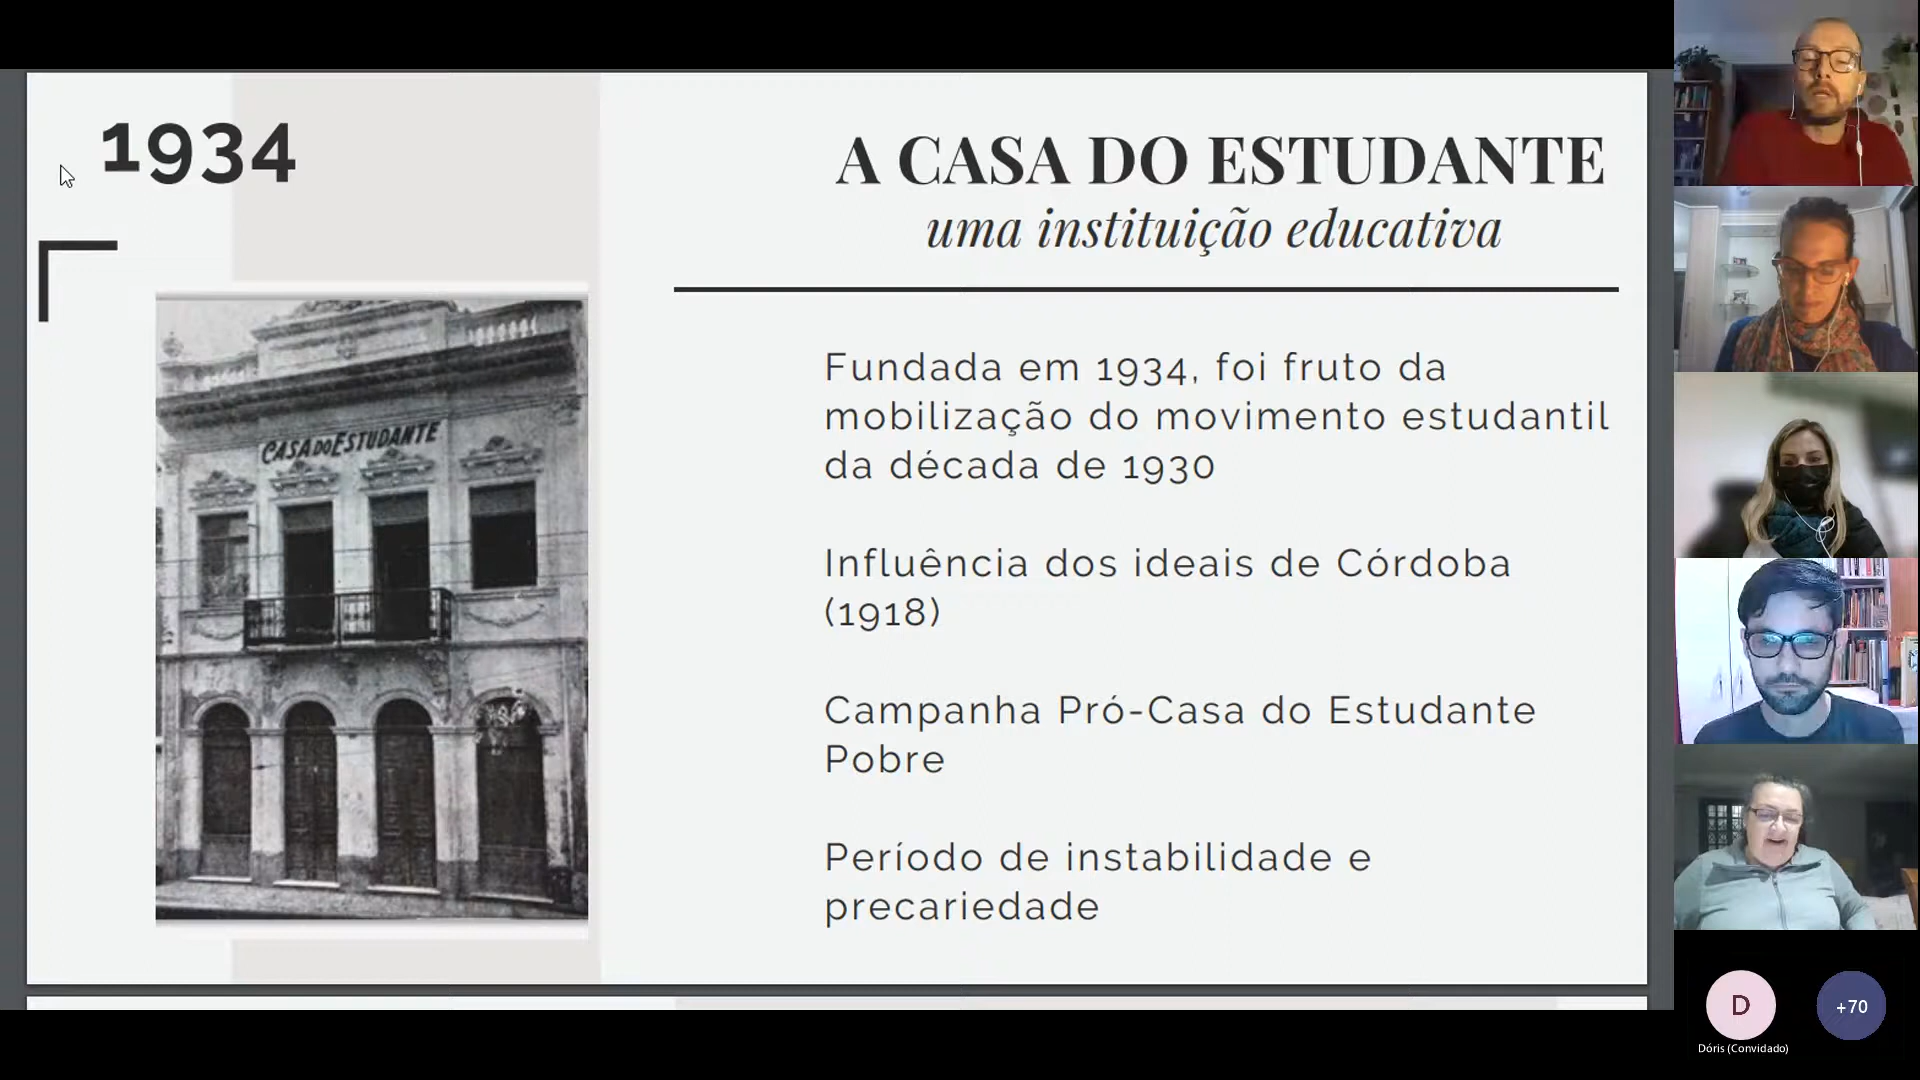 1934
A CASA DO ESTUDANTE
uma instituição educativa
CASA DO ESTUDANTE
Fundada em 1934, foi fruto da
mobilização do movimento estudantil
da década de 1930
Influência dos ideais de Córdoba
(1918)
Campanha Pró-Casa do Estudante
Pobre
Período de instabilidade e
precariedade
D
+70
Dóris (Convidado)